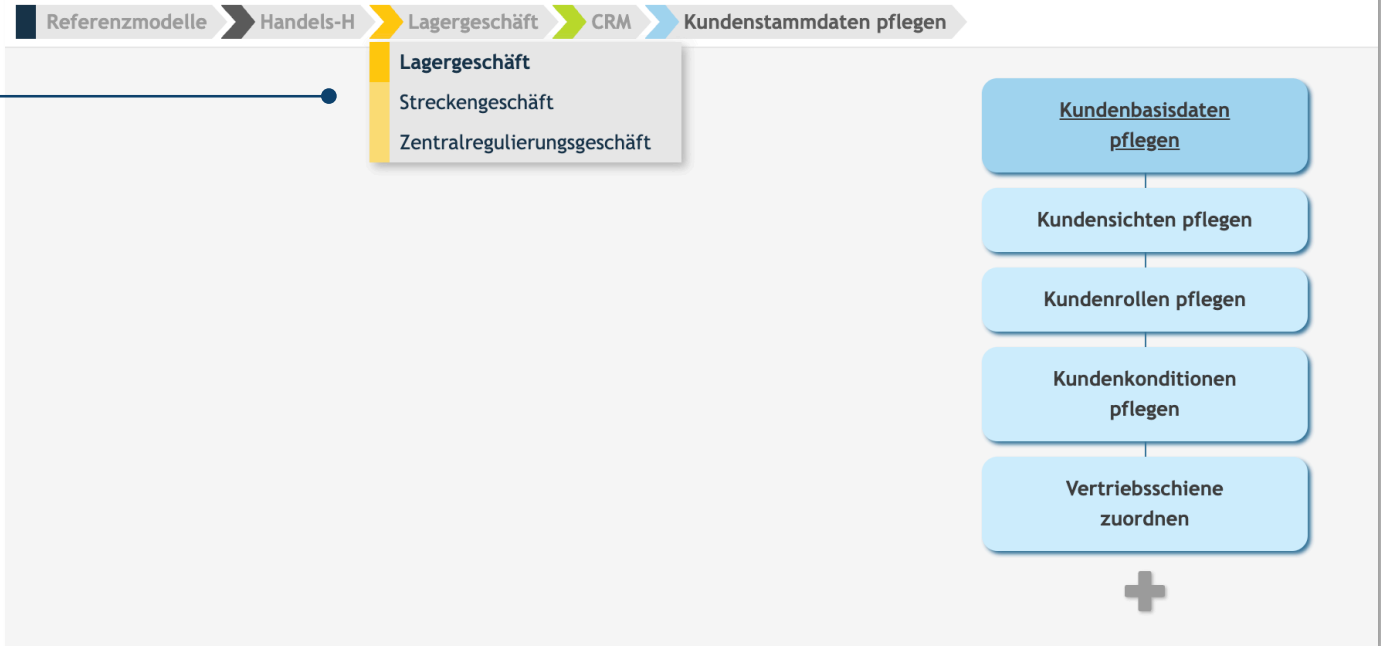 Referenzmodelle Handels-H Lagergeschäft CRM Kundenstammdaten pflegen
Lagergeschäft
Streckengeschäft
Zentralregulierungsgeschäft
Kundenbasisdaten
pflegen
Kundensichten pflegen
Kundenrollen pflegen
Kundenkonditionen
pflegen
Vertriebsschiene
zuordnen